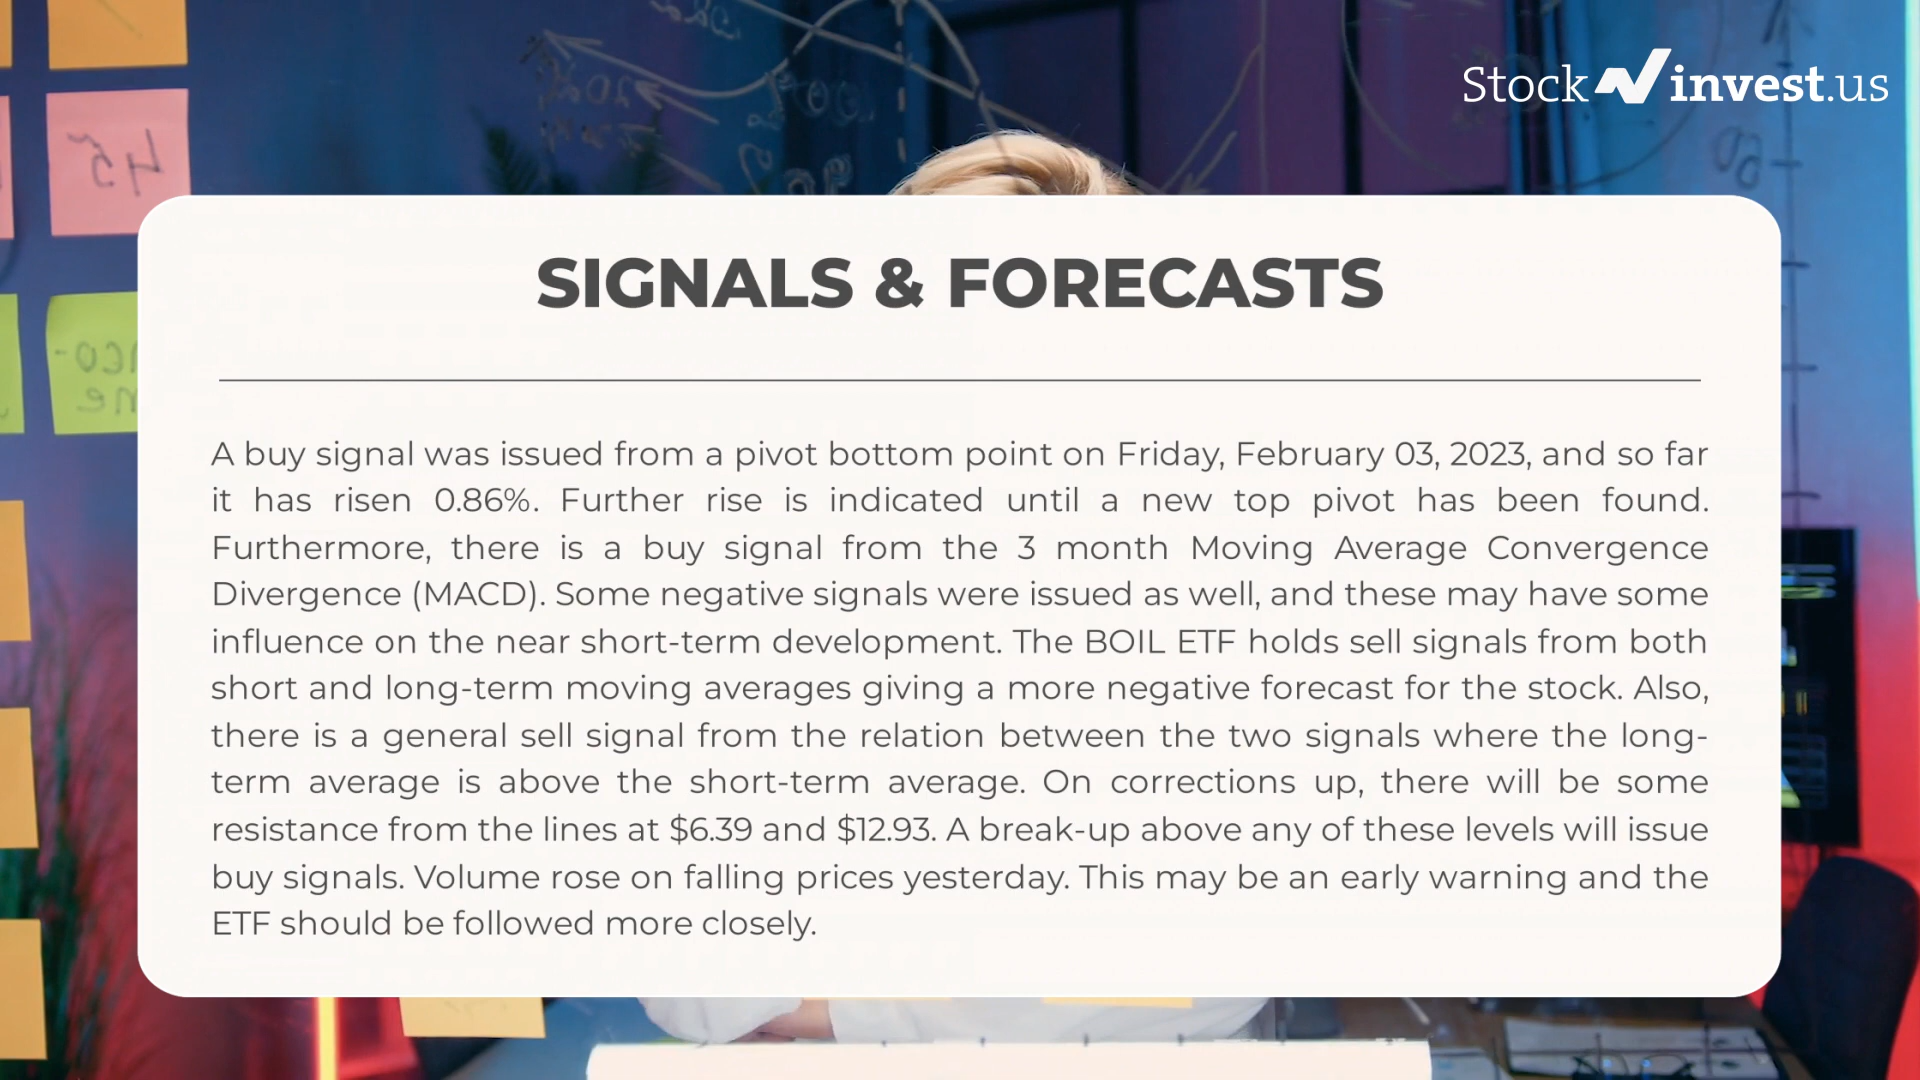 Stock invest.us
45
SIGNALS & FORECASTS
A buy signal was issued from a pivot bottom point on Friday, February 03, 2023, and so far
it has risen 0.86%. Further rise is indicated until a new top pivot has been found.
Furthermore, there is a buy signal from the 3 month Moving Average Convergence
Divergence (MACD). Some negative signals were issued as well, and these may have some
influence on the near short-term development. The BOIL ETF holds sell signals from both
short and long-term moving averages giving a more negative forecast for the stock. Also,
there is a general sell signal from the relation between the two signals where the long-
term average is above the short-term average. On corrections up, there will be some
resistance from the lines at $6.39 and $12.93. A break-up above any of these levels will issue
buy signals. Volume rose on falling prices yesterday. This may be an early warning and the
ETF should be followed more closely.